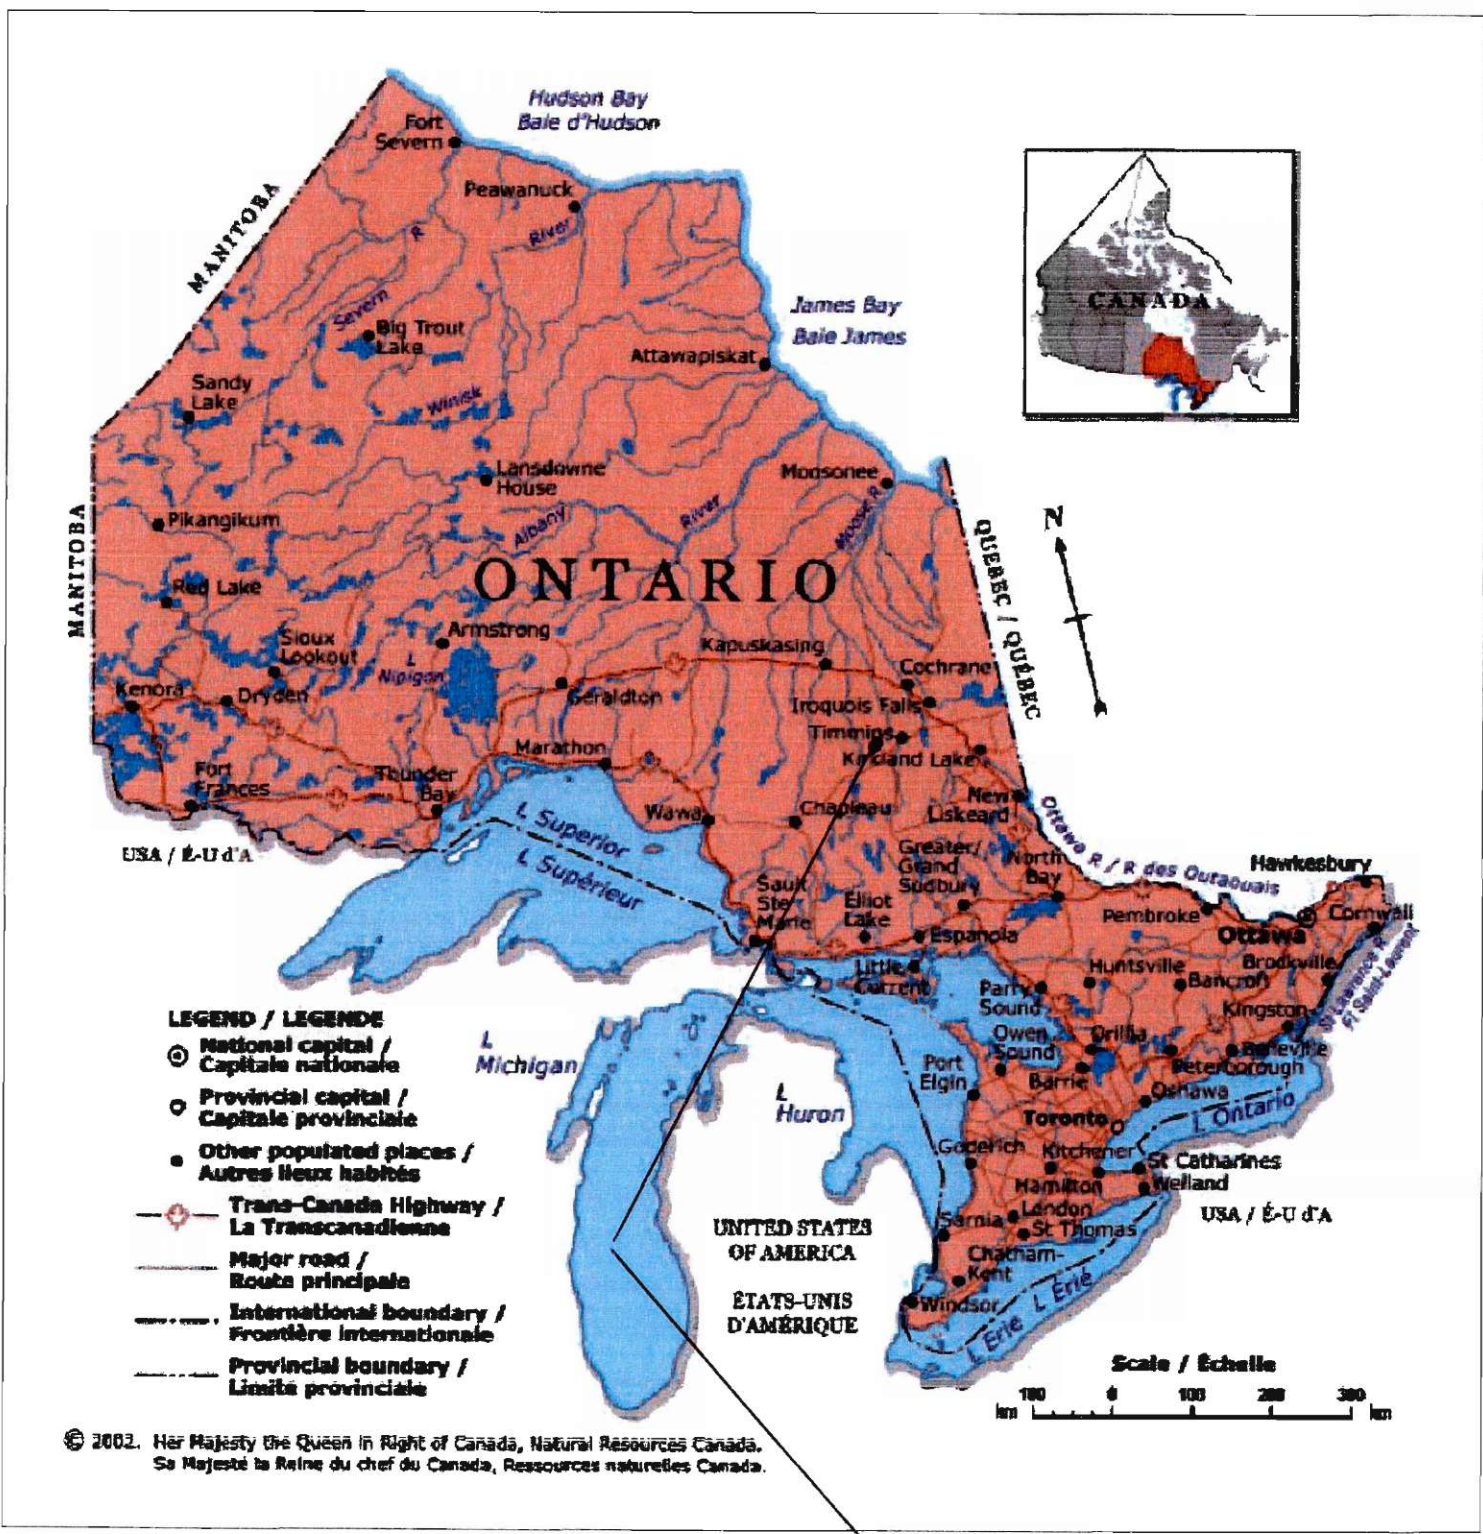 Hudson Bay
Baie d'Hudson
Fort
Severn
Peawanuck
MANITOBA
R
River
Severn
James Bay
Baie James
CANADA
Big Trout
Lake
Attawapiskat
Sandy
Lake
Winisk
Lansdowne
House
Moosonee
MANITOBA
Pikangikum
Albany
River
Moose R
N
QUEBEC / QUÉBEC
ONTARIO
Red Lake
Armstrong
Sioux
Lookout
L
Nipigon
Kapuskasing
Cochrane
Kenora
Dryden
Geraldton
Iroquois Falls
Timmins
Marathon
Kirkland Lake
Fort
Frances
Thunder
Bay
Wawa
Chapleau
New
Liskeard
USA / É-U d'A
L Superior
L Supérieur
Greater/
Grand
Sudbury
North
Bay
Ottawa R / R des Outaouais
Hawkesbury
Sault
Ste
Marie
Elliot
Lake
Espanola
Pembroke
Ottawa
Cornwall
Little
Current
Parry
Sound
Huntsville
Bancroft
Brockville
Kingston
St Lawrence R
Fl Saint-Laurent
Owen
Sound
Orillia
Belleville
Peterborough
Port
Elgin
Barrie
Oshawa
Toronto
L Ontario
L
Michigan
L
Huron
Goderich
Kitchener
St Catharines
Hamilton
Welland
USA / É-U d'A
London
Sarnia
St Thomas
Chatham-
Kent
Windsor
L Erie
L Érié
UNITED STATES
OF AMERICA
ÉTATS-UNIS
D'AMÉRIQUE
LEGEND / LÉGENDE
National capital /
Capitale nationale
Provincial capital /
Capitale provinciale
Other populated places /
Autres lieux habités
Trans-Canada Highway /
La Transcanadienne
Major road /
Route principale
International boundary /
Frontière internationale
Provincial boundary /
Limite provinciale
Scale / Échelle
100 0 100 200 300
km km
© 2002. Her Majesty the Queen in Right of Canada, Natural Resources Canada.
Sa Majesté la Reine du chef du Canada, Ressources naturelles Canada.